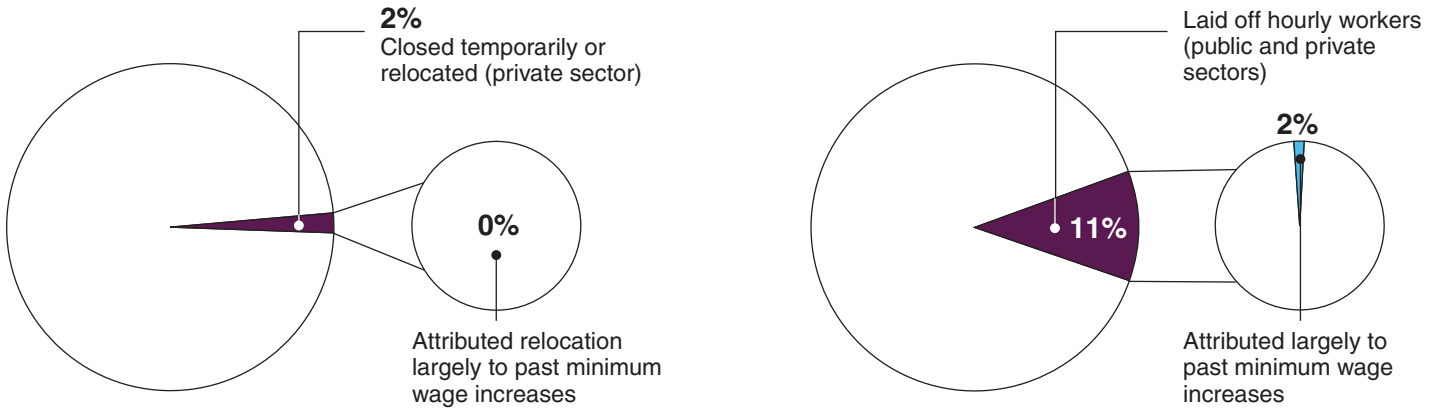 2%
Closed temporarily or
relocated (private sector)
0%
Attributed relocation
largely to past minimum
wage increases
Laid off hourly workers
(public and private
sectors)
2%
11%
Attributed largely to
past minimum wage
increases